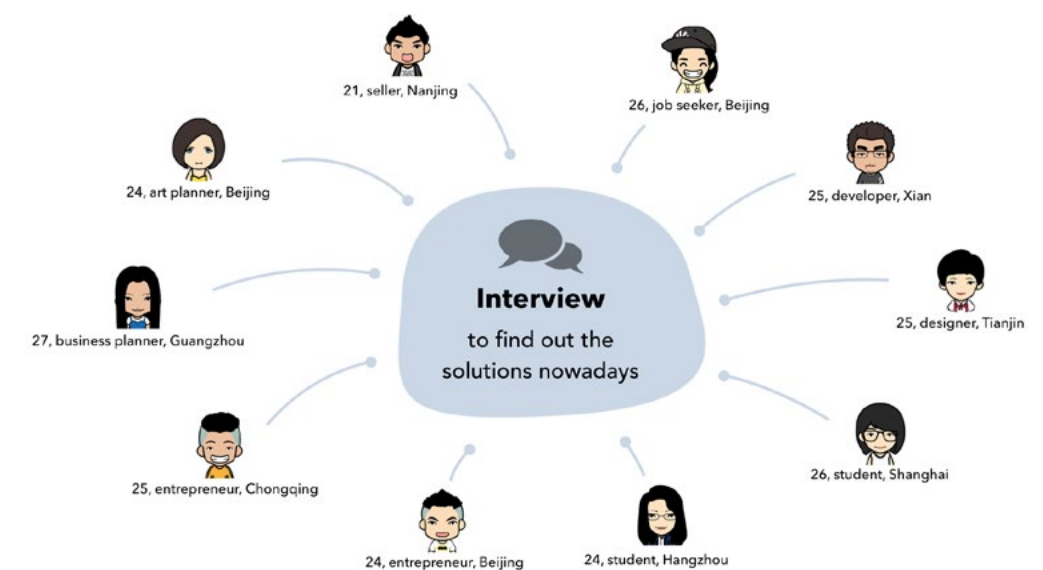 21, seller, Nanjing
26, job seeker, Beijing
24, art planner, Beijing
25, developer, Xian
Interview
to find out the
solutions nowadays
27, business planner, Guangzhou
25, designer, Tianjin
25, entrepreneur, Chongqing
26, student, Shanghai
24, entrepreneur, Beijing
24, student, Hangzhou